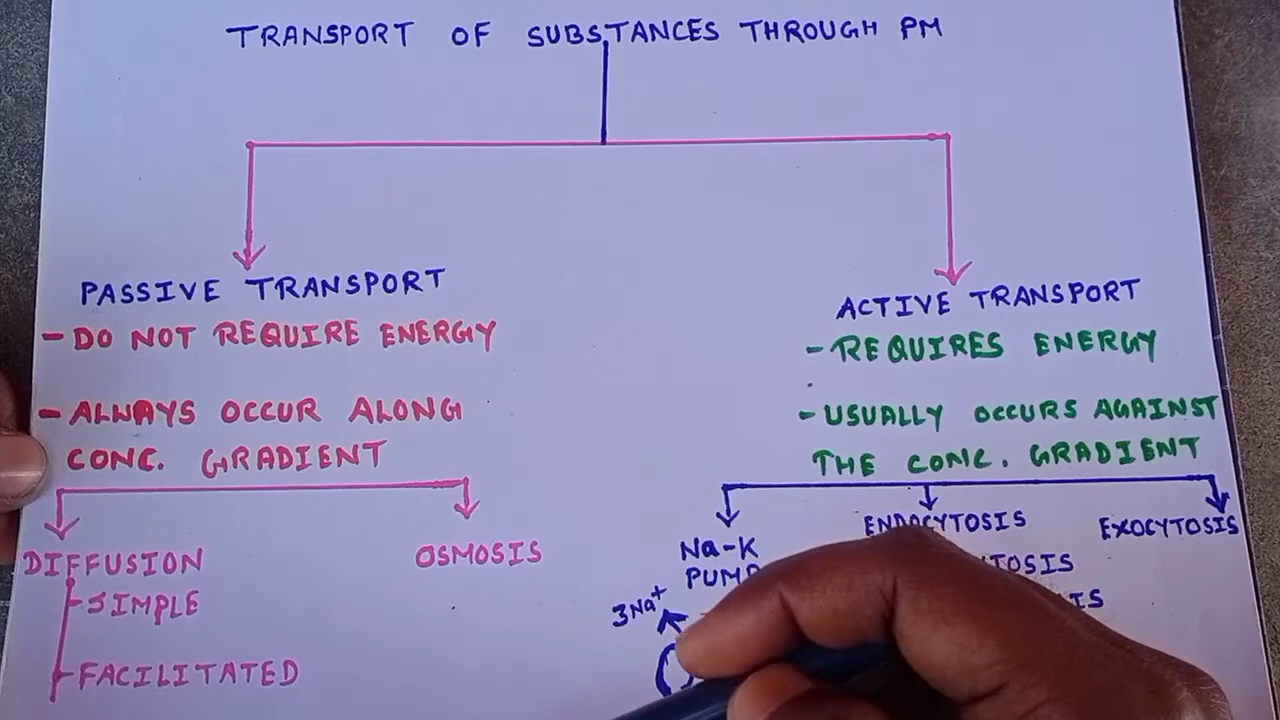 TRANSPORT OF SUBSTANCES THROUGH PM
PASSIVE TRANSPORT
- DO NOT REQUIRE ENERGY
- ALWAYS OCCUR ALONG
CONC. GRADIENT
DIFFUSION
- SIMPLE
- FACILITATED
OSMOSIS
ACTIVE TRANSPORT
- REQUIRES ENERGY
- USUALLY OCCURS AGAINST
THE CONC. GRADIENT
Na-K
PUMP
3Na+
ENDOCYTOSIS
EXOCYTOSIS